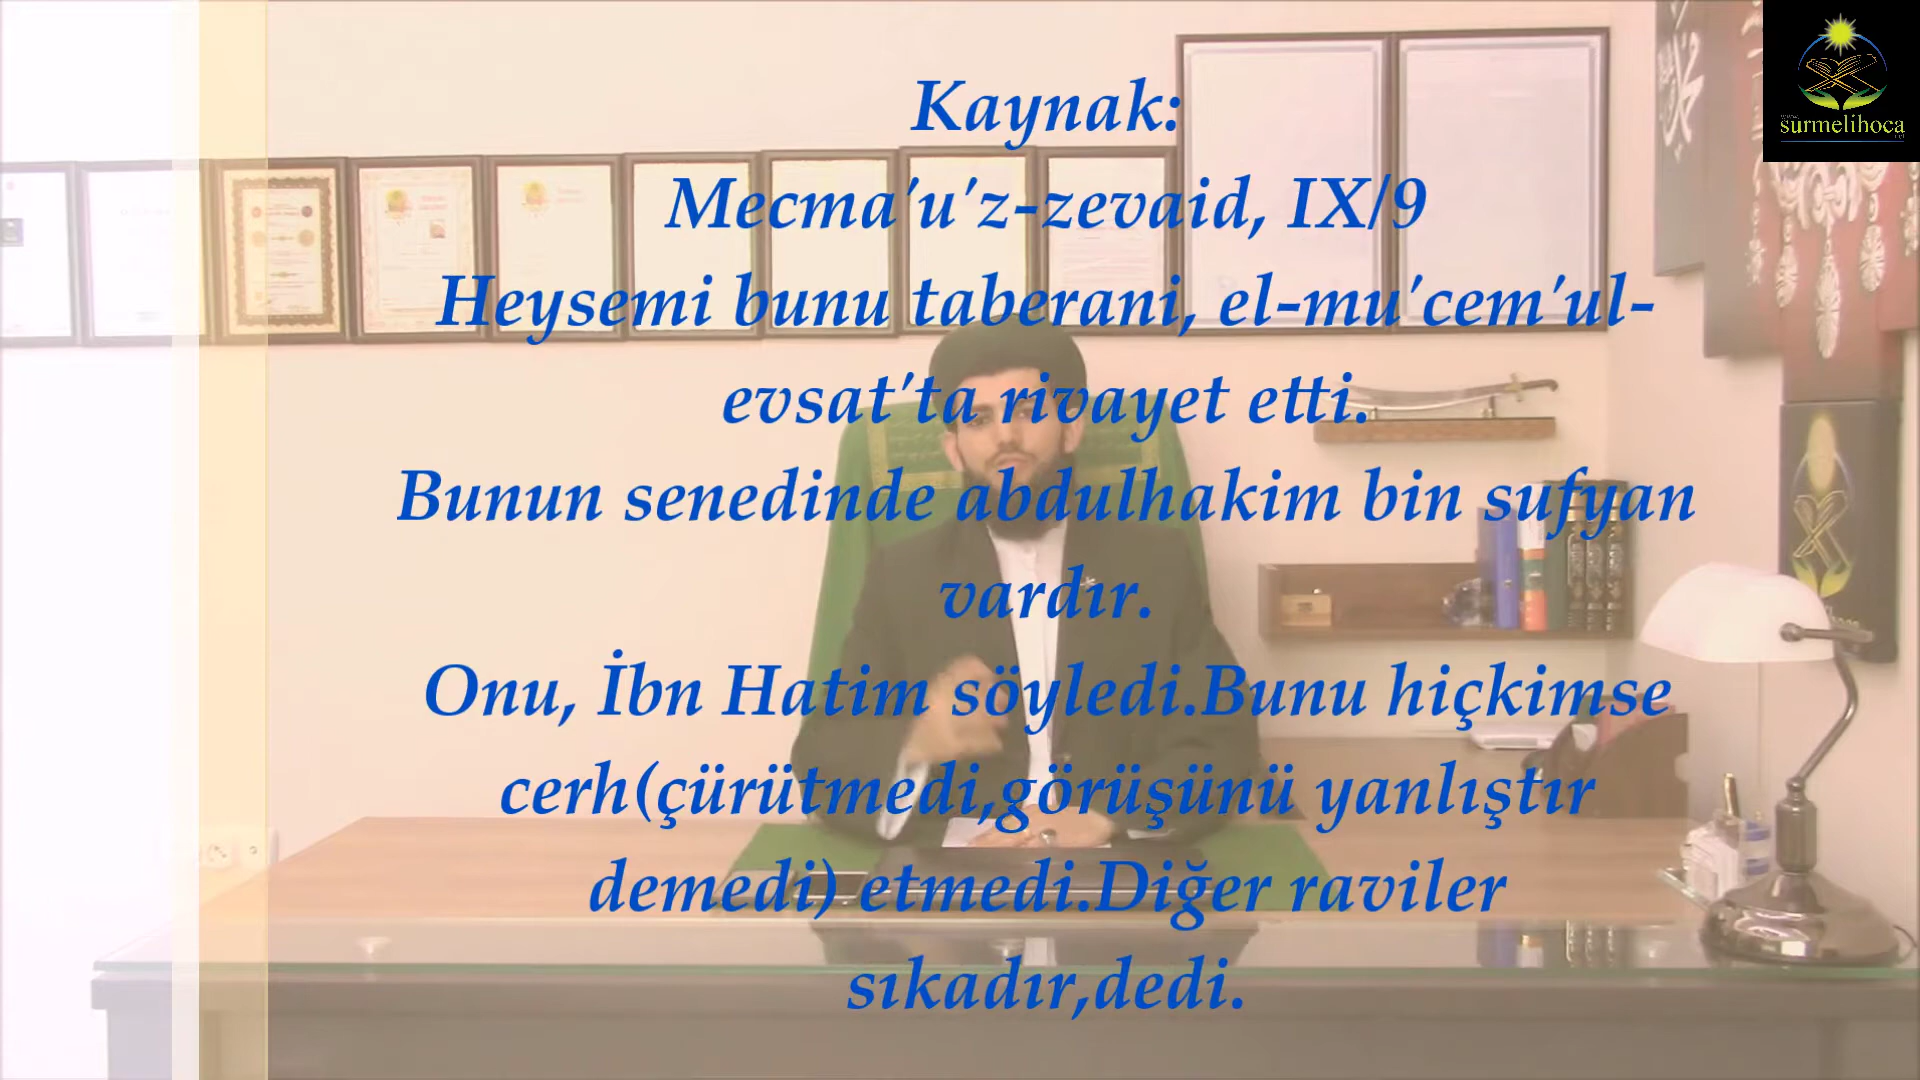 surmelihoca
Kaynak:
Mecma'u'z-zevaid, IX/9
Heysemi bunu taberani, el-mu'cem'ul-
evsat'ta rivayet etti.
Bunun senedinde abdulhakim bin sufyan
vardır.
Onu, İbn Hatim söyledi.Bunu hiçkimse
cerh(çürütmedi,görüşünü yanlıştır
demedi) etmedi.Diğer raviler
sıkadır,dedi.